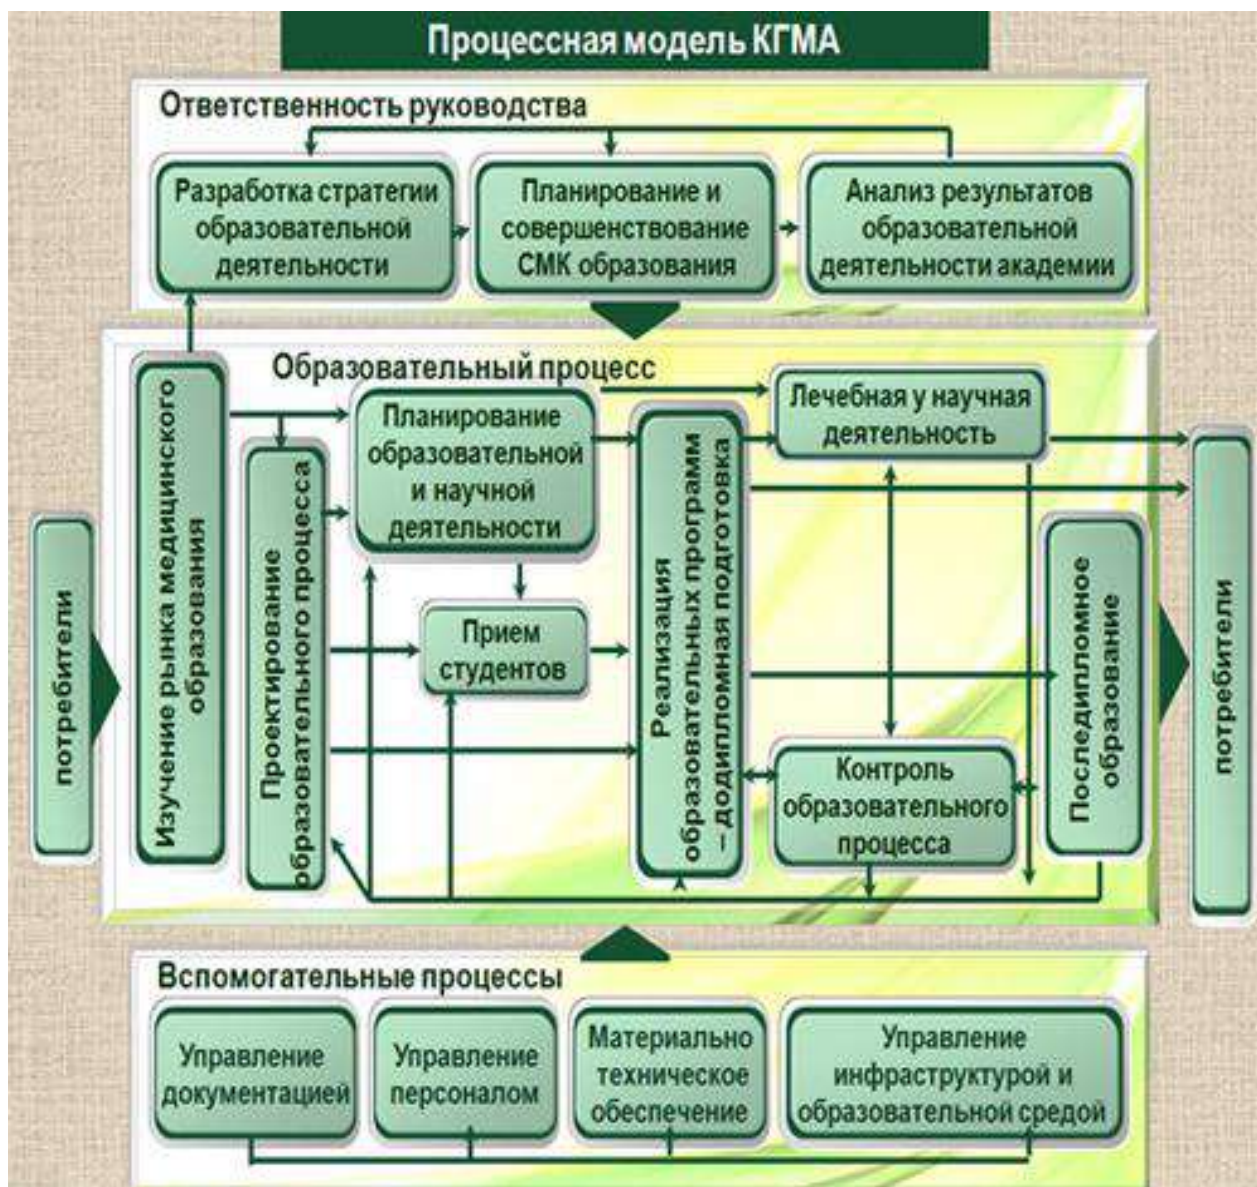 Процессная модель КГМА
Ответственность руководства
Разработка стратегии
образовательной
деятельности
Планирование и
совершенствование
СМК образования
Анализ результатов
образовательной
деятельности академии
Образовательный процесс
потребители
Изучение рынка медицинского
образования
Проектирование
образовательного процесса
Планирование
образовательной
и научной
деятельности
Прием
студентов
Реализация
образовательных программ
– додипломная подготовка
Лечебная у научная
деятельность
Контроль
образовательного
процесса
Последипломное
образование
потребители
Вспомогательные процессы
Управление
документацией
Управление
персоналом
Материально
техническое
обеспечение
Управление
инфраструктурой и
образовательной средой